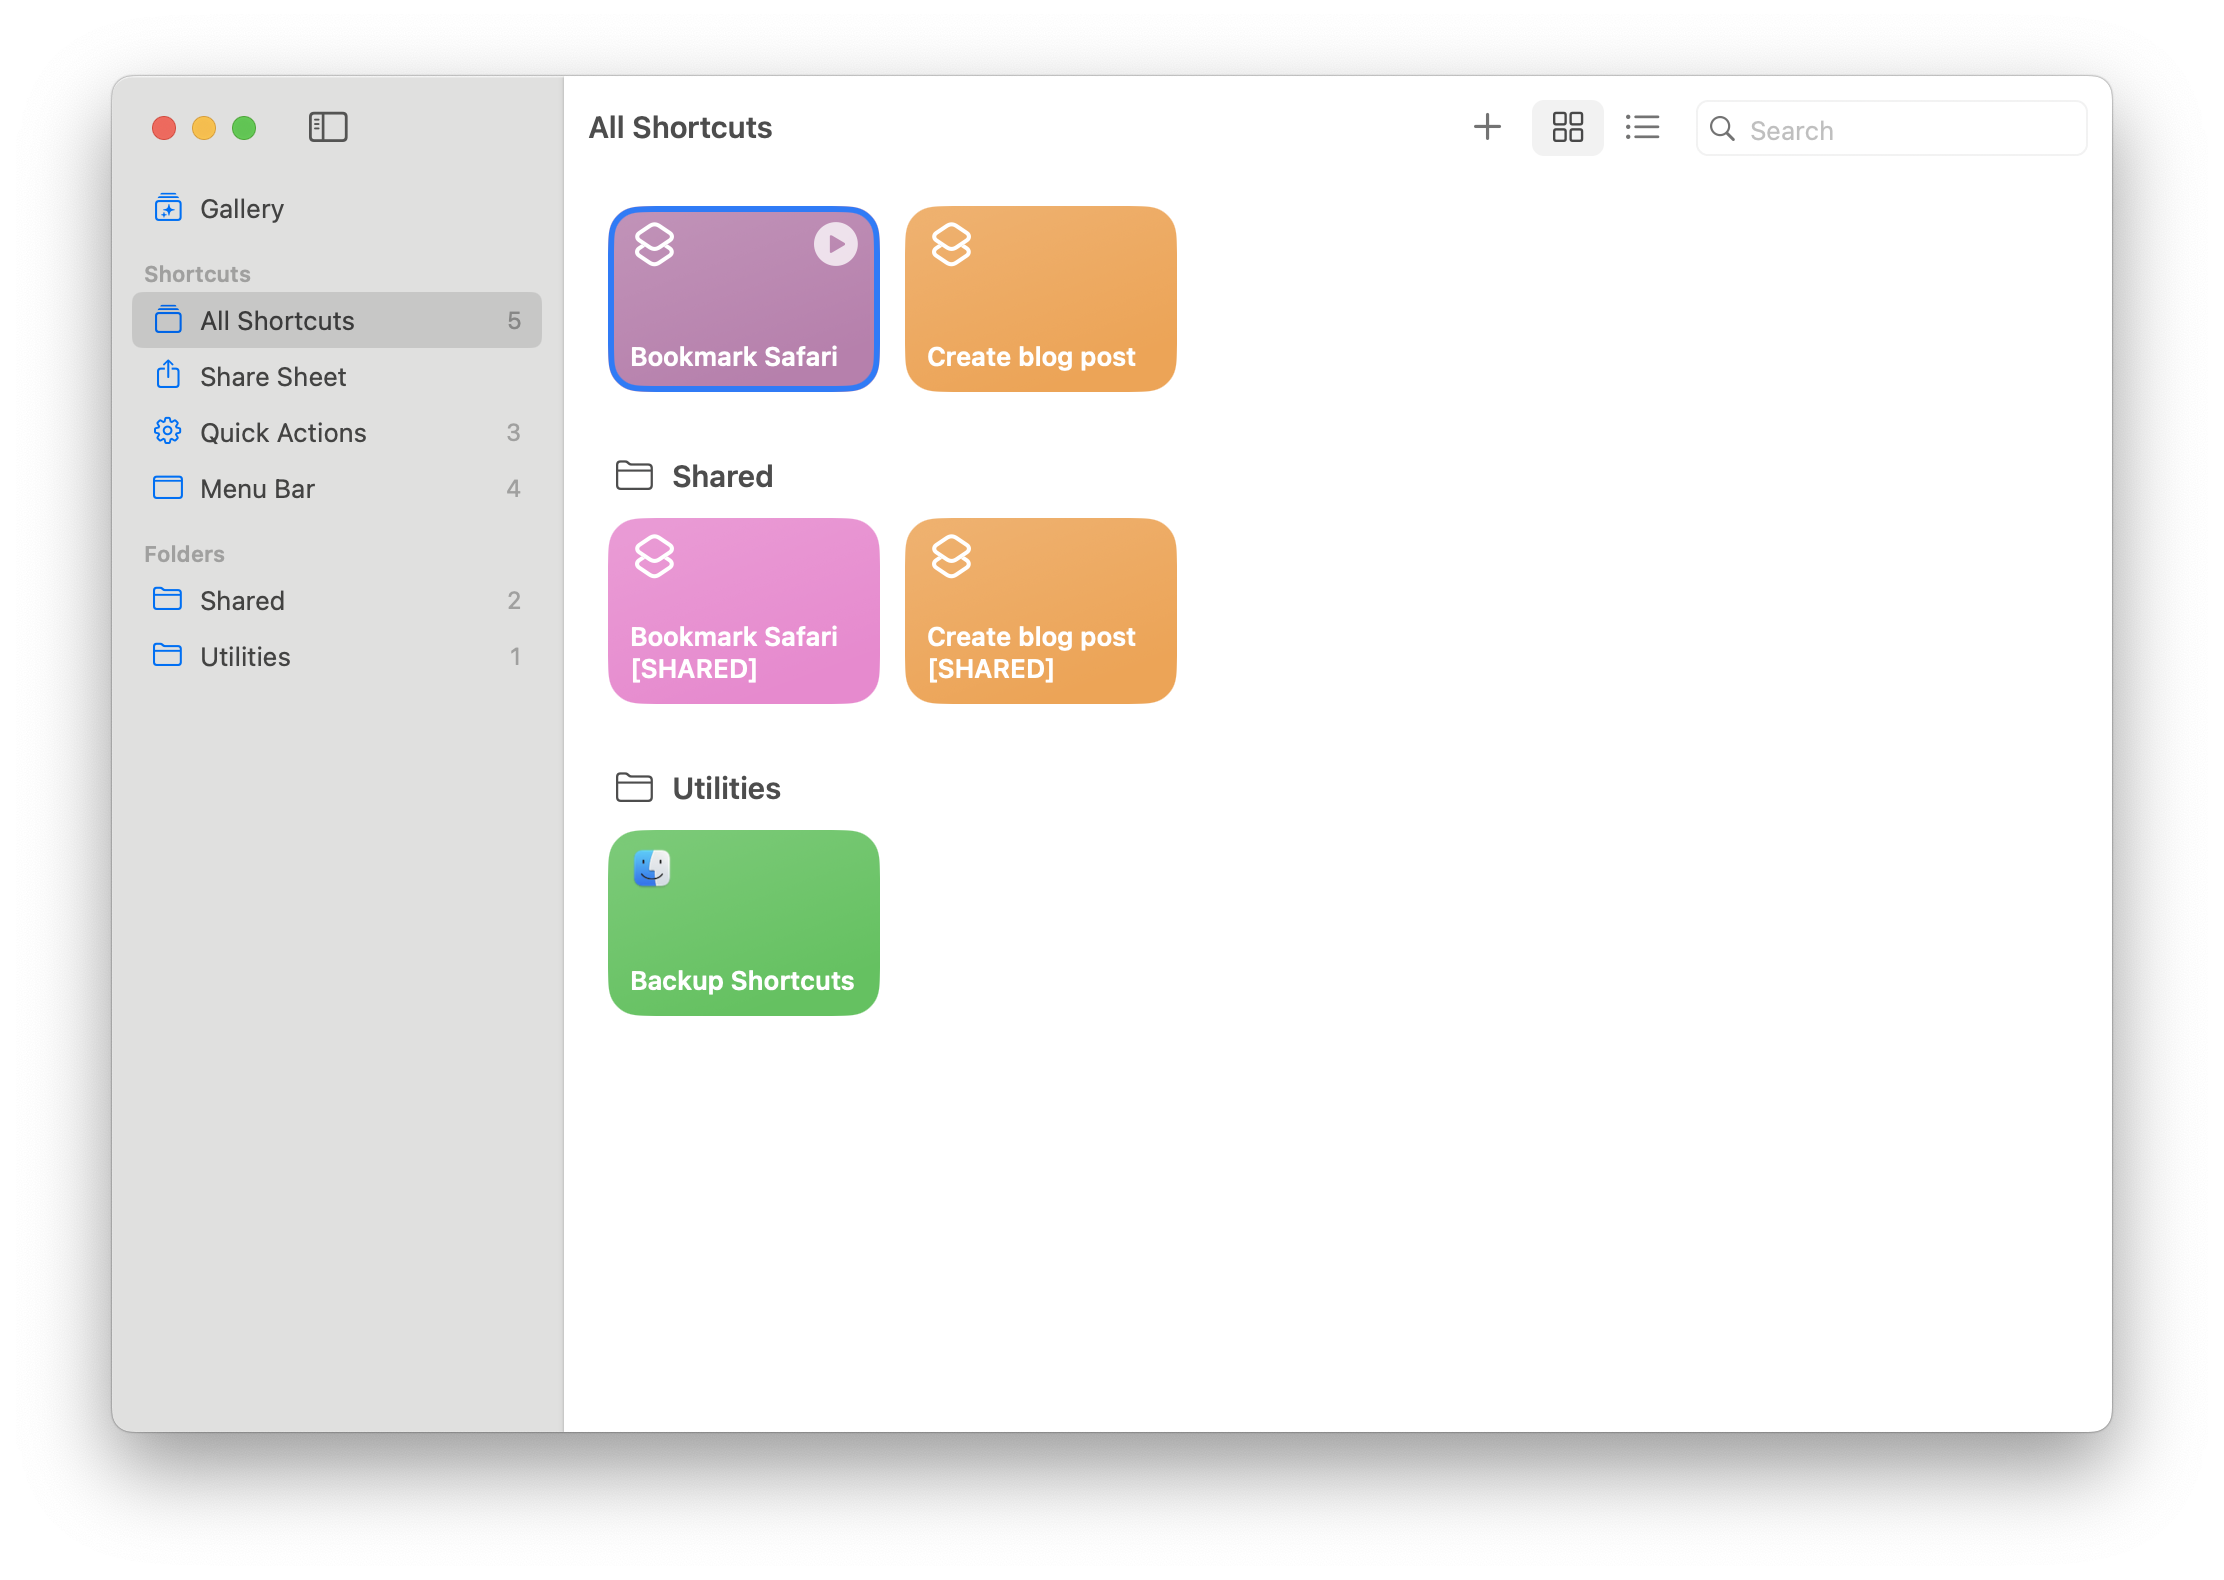 All Shortcuts
Search
Gallery
Shortcuts
All Shortcuts 5
Share Sheet
Quick Actions 3
Menu Bar 4
Folders
Shared 2
Utilities 1
Bookmark Safari
Create blog post
Shared
Bookmark Safari
[SHARED]
Create blog post
[SHARED]
Utilities
Backup Shortcuts